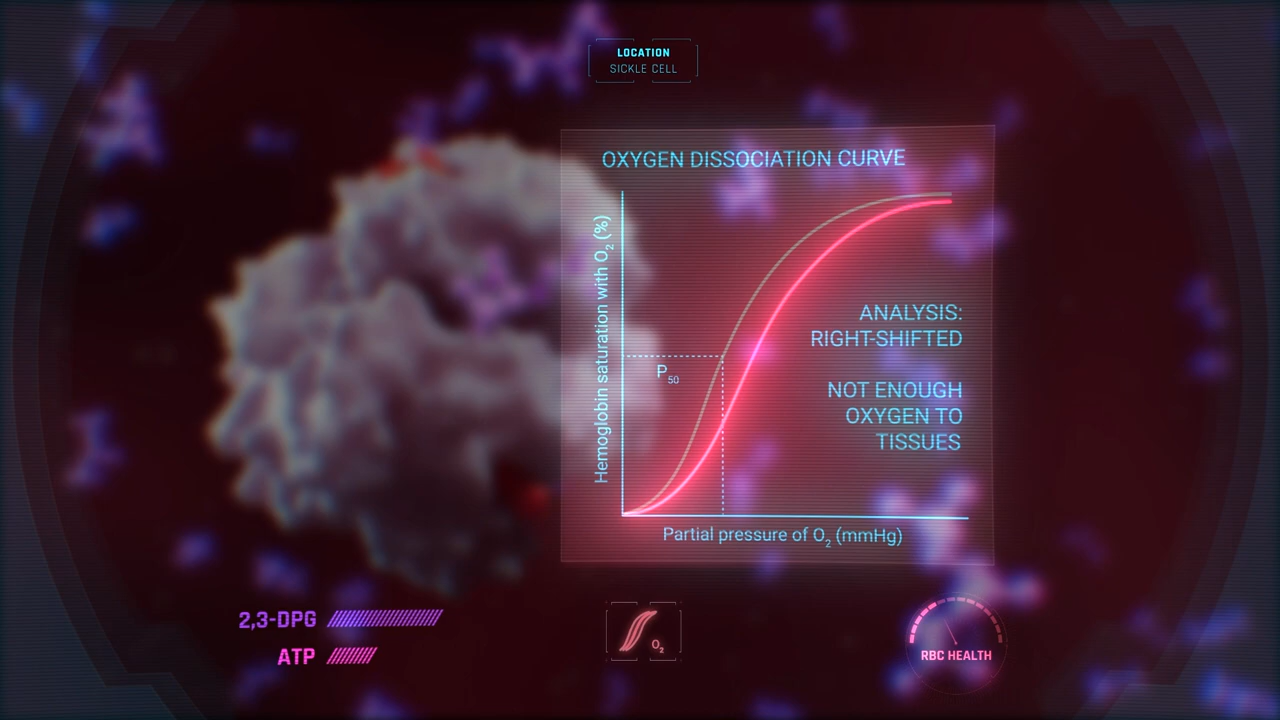 LOCATION
SICKLE CELL
OXYGEN DISSOCIATION CURVE
Hemoglobin saturation with O₂ (%)
P₅₀
ANALYSIS:
RIGHT-SHIFTED
NOT ENOUGH
OXYGEN TO
TISSUES
Partial pressure of O₂ (mmHg)
2,3-DPG
ATP
O₂
RBC HEALTH